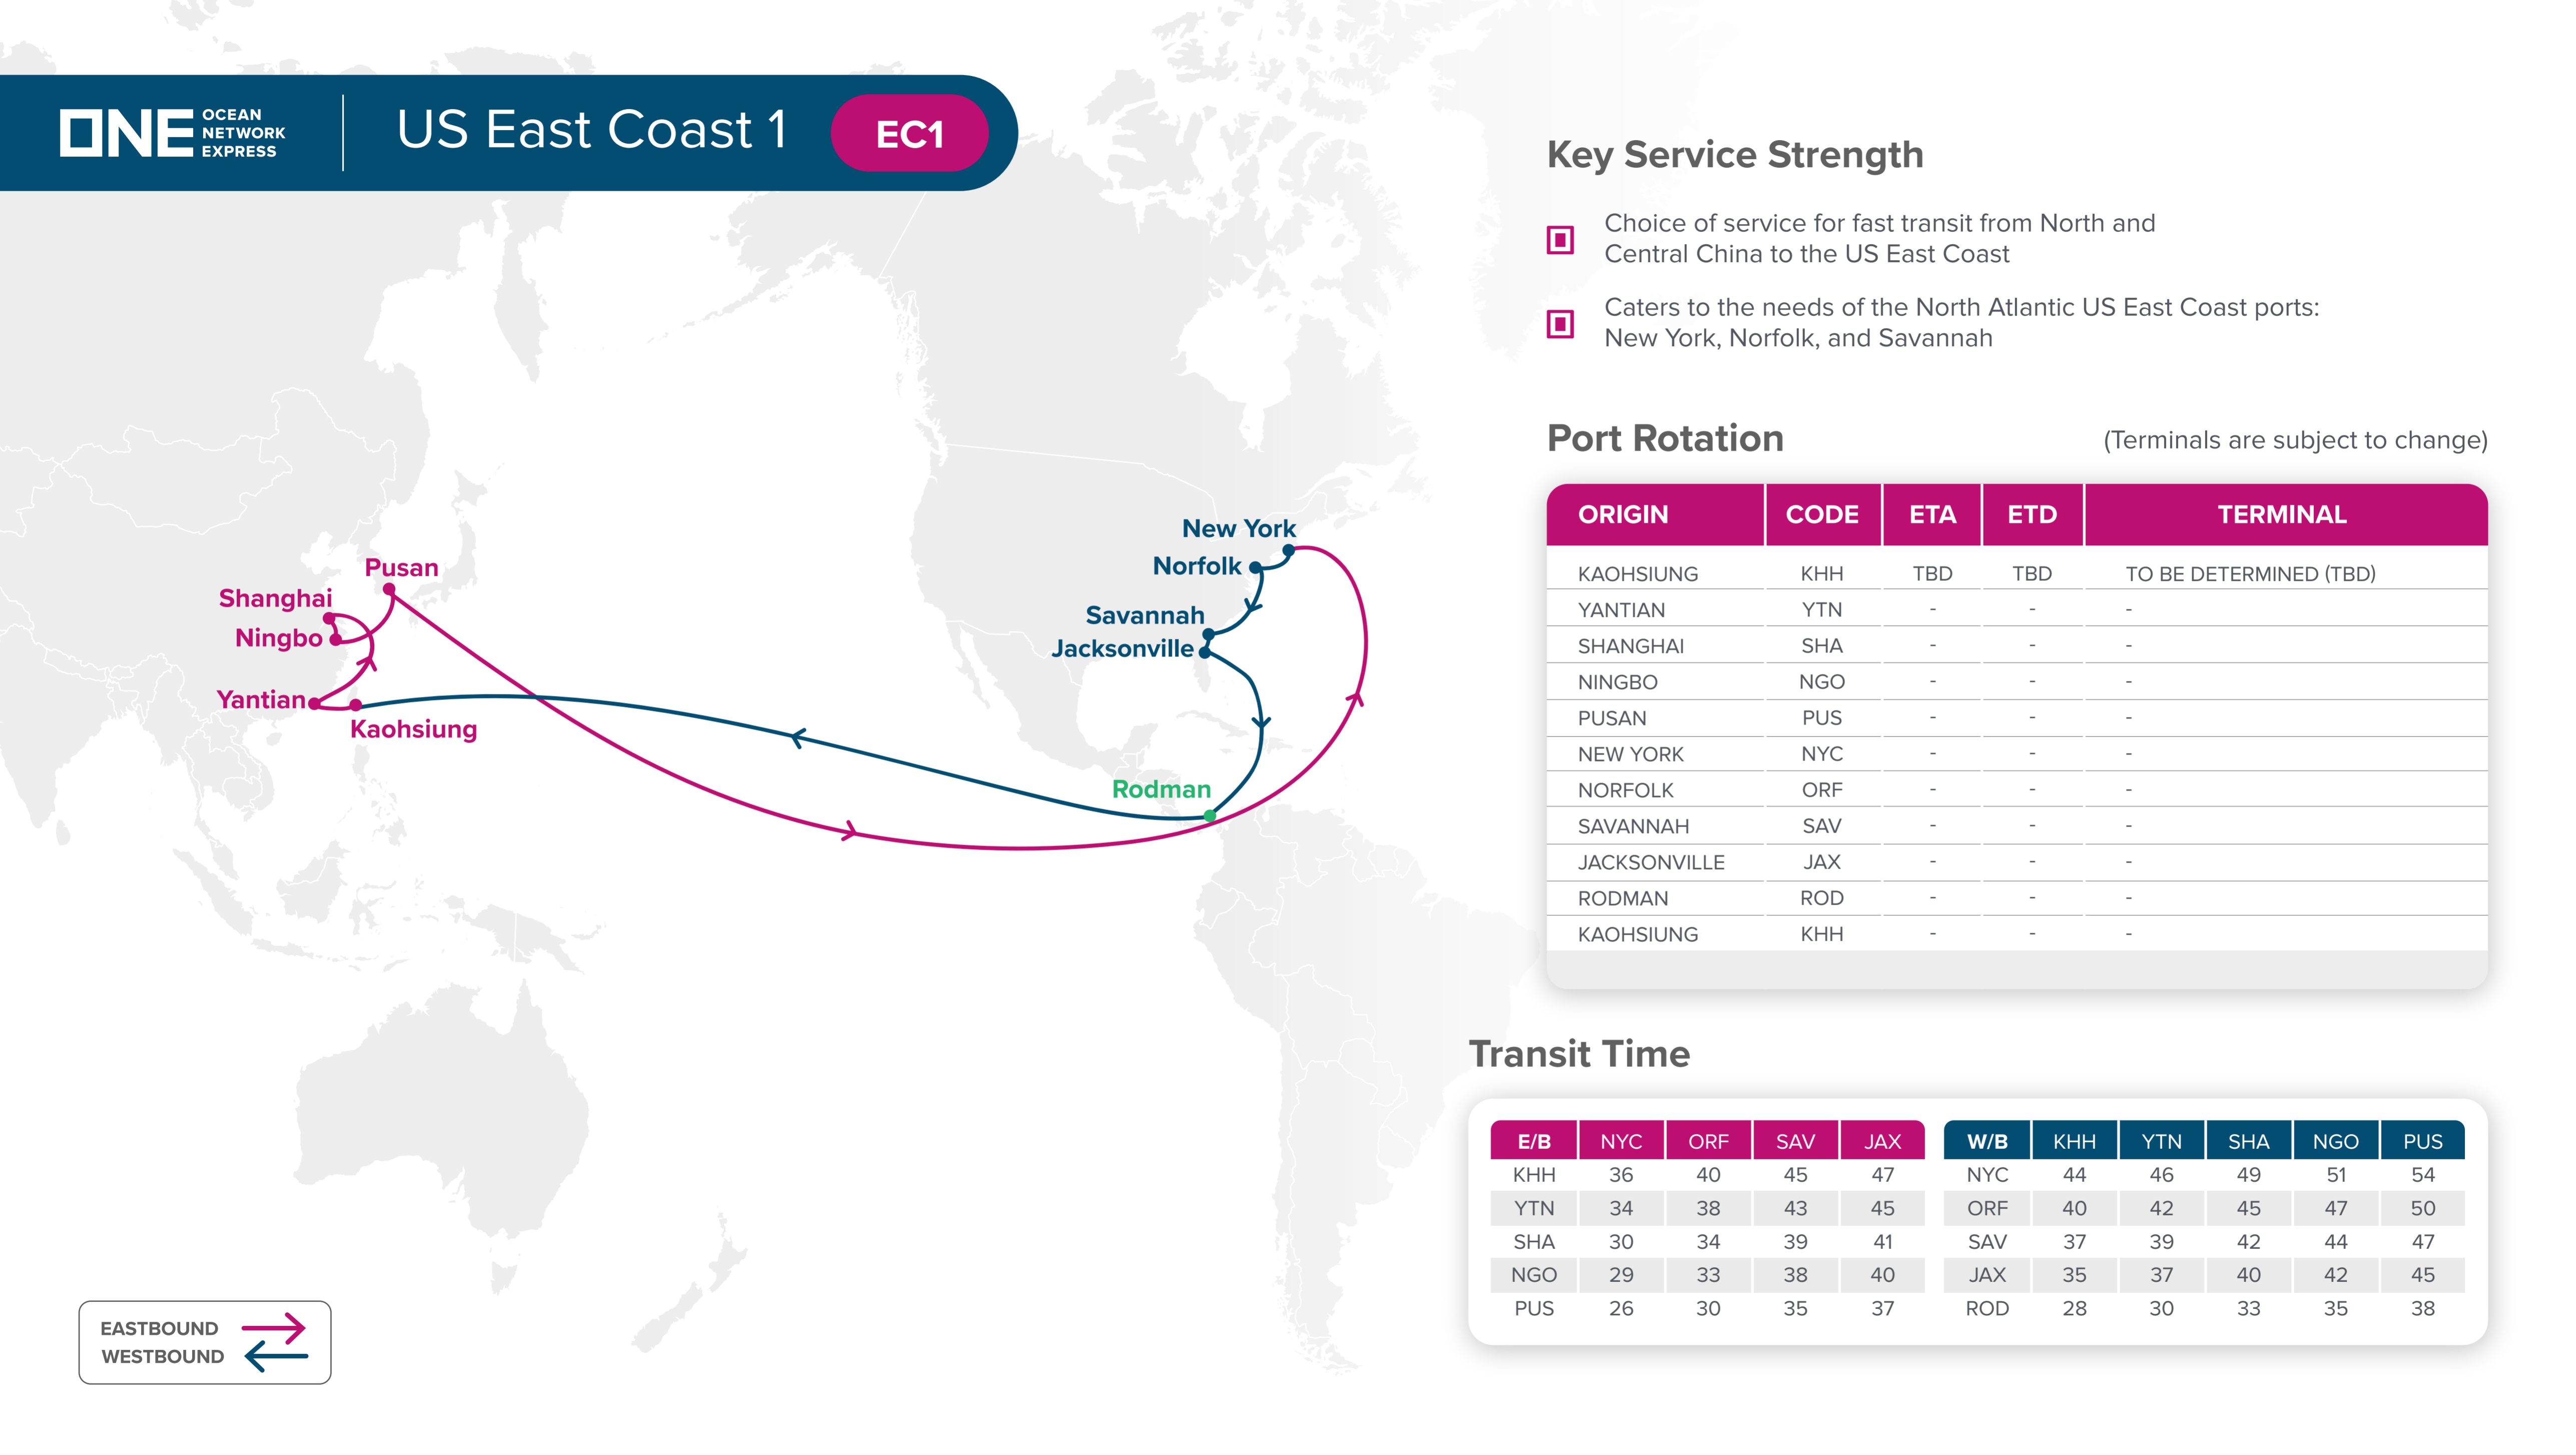 ONE OCEAN
NETWORK
EXPRESS
US East Coast 1
EC1
Key Service Strength
Choice of service for fast transit from North and
Central China to the US East Coast
Caters to the needs of the North Atlantic US East Coast ports:
New York, Norfolk, and Savannah
Port Rotation
(Terminals are subject to change)
ORIGIN CODE ETA ETD TERMINAL
KAOHSIUNG KHH TBD TBD TO BE DETERMINED (TBD)
YANTIAN YTN - - -
SHANGHAI SHA - - -
NINGBO NGO - - -
PUSAN PUS - - -
NEW YORK NYC - - -
NORFOLK ORF - - -
SAVANNAH SAV - - -
JACKSONVILLE JAX - - -
RODMAN ROD - - -
KAOHSIUNG KHH - - -
New York
Norfolk
Savannah
Jacksonville
Rodman
Pusan
Shanghai
Ningbo
Yantian
Kaohsiung
Transit Time
E/B NYC ORF SAV JAX
KHH 36 40 45 47
YTN 34 38 43 45
SHA 30 34 39 41
NGO 29 33 38 40
PUS 26 30 35 37
W/B KHH YTN SHA NGO PUS
NYC 44 46 49 51 54
ORF 40 42 45 47 50
SAV 37 39 42 44 47
JAX 35 37 40 42 45
ROD 28 30 33 35 38
EASTBOUND
WESTBOUND